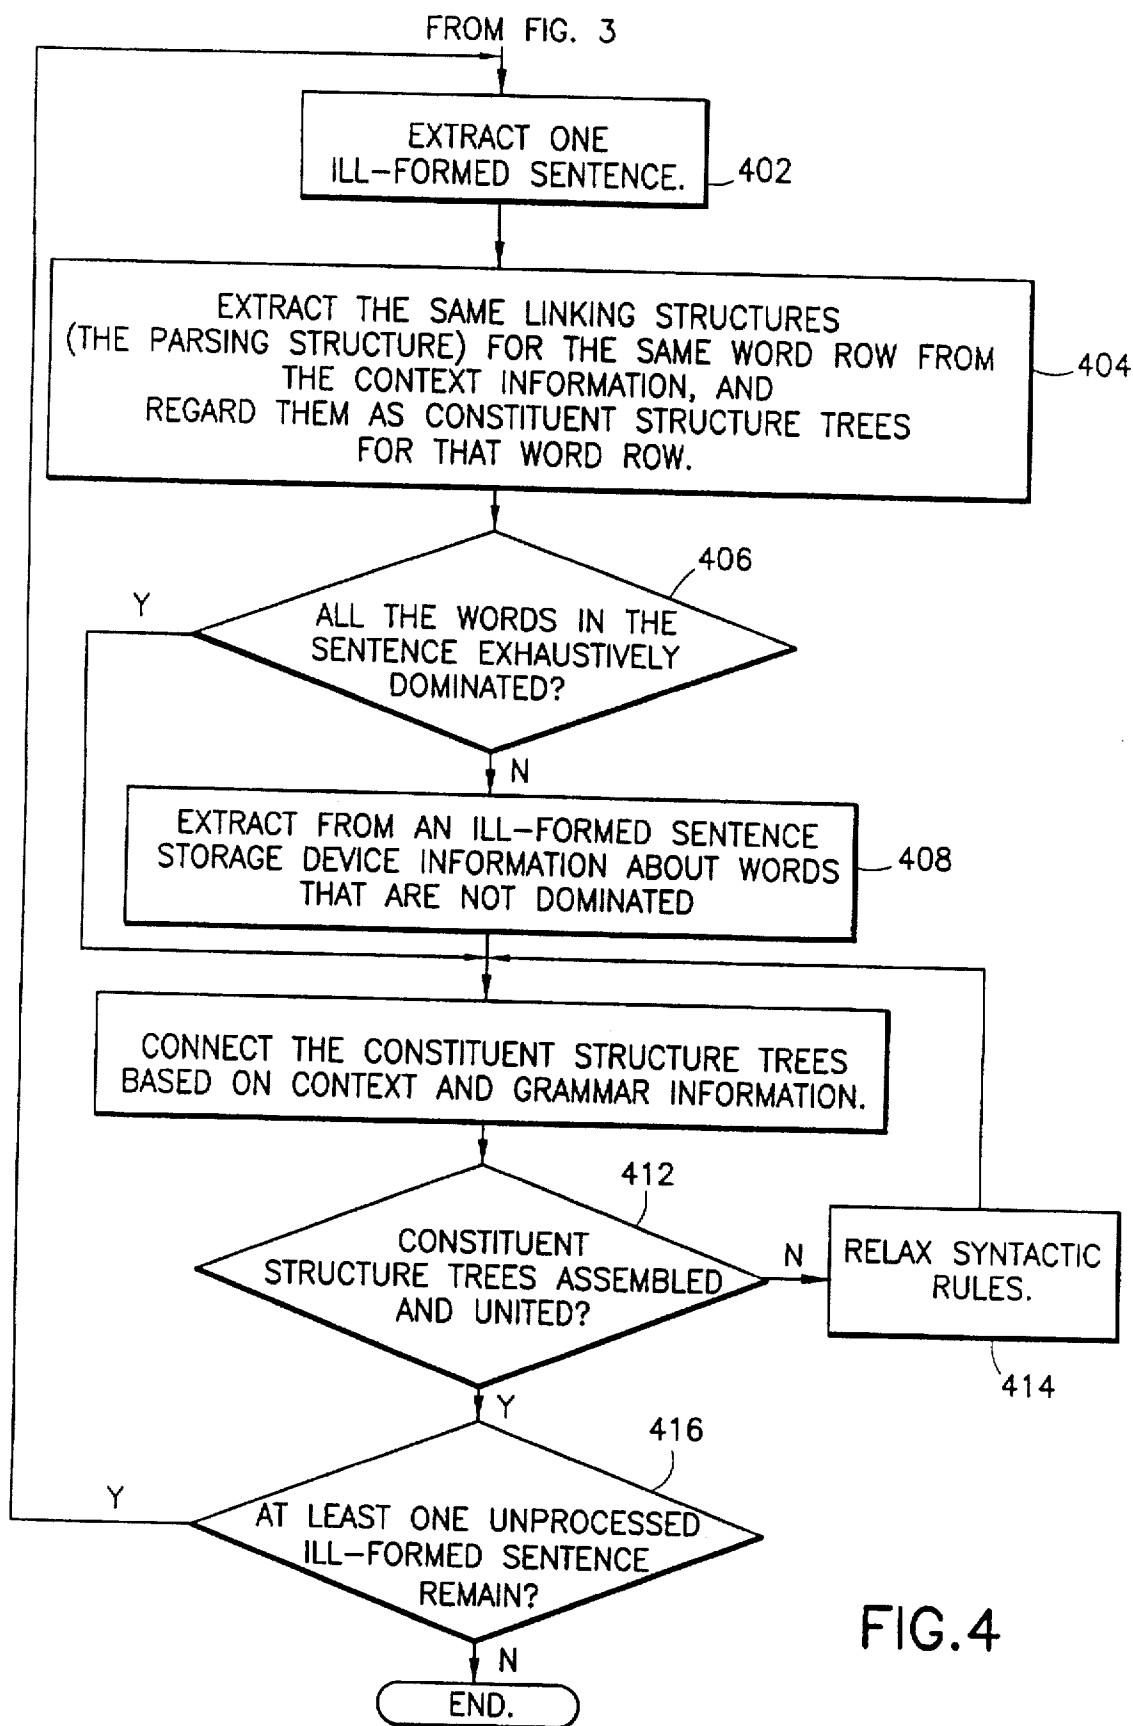 FROM FIG. 3
EXTRACT ONE
ILL-FORMED SENTENCE.
402
EXTRACT THE SAME LINKING STRUCTURES
(THE PARSING STRUCTURE) FOR THE SAME WORD ROW FROM
THE CONTEXT INFORMATION, AND
REGARD THEM AS CONSTITUENT STRUCTURE TREES
FOR THAT WORD ROW.
404
406
Y
ALL THE WORDS IN THE
SENTENCE EXHAUSTIVELY
DOMINATED?
N
EXTRACT FROM AN ILL-FORMED SENTENCE
STORAGE DEVICE INFORMATION ABOUT WORDS
THAT ARE NOT DOMINATED
408
CONNECT THE CONSTITUENT STRUCTURE TREES
BASED ON CONTEXT AND GRAMMAR INFORMATION.
412
CONSTITUENT
STRUCTURE TREES ASSEMBLED
AND UNITED?
N
RELAX SYNTACTIC
RULES.
414
Y
416
Y
AT LEAST ONE UNPROCESSED
ILL-FORMED SENTENCE
REMAIN?
N
END.
FIG.4